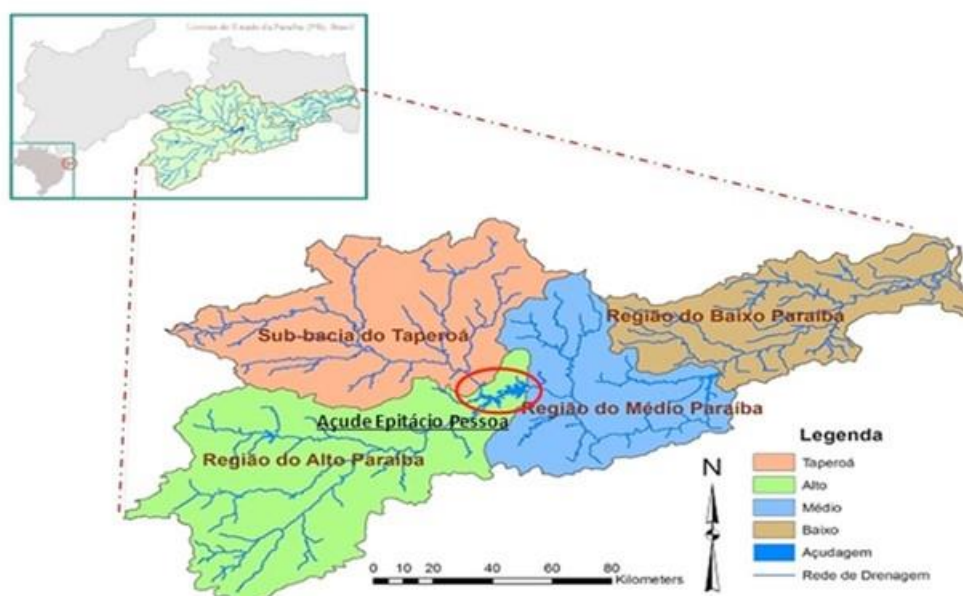 Região do Baixo Paraíba
Sub-bacia do Taperoá
Região do Médio Paraíba
Açude Epitácio Pessoa
Região do Alto Paraíba
Legenda
Taperoá
Alto
Médio
Baixo
Açudagem
Rede de Drenagem
N
0 10 20 40 60 80
Kilometers